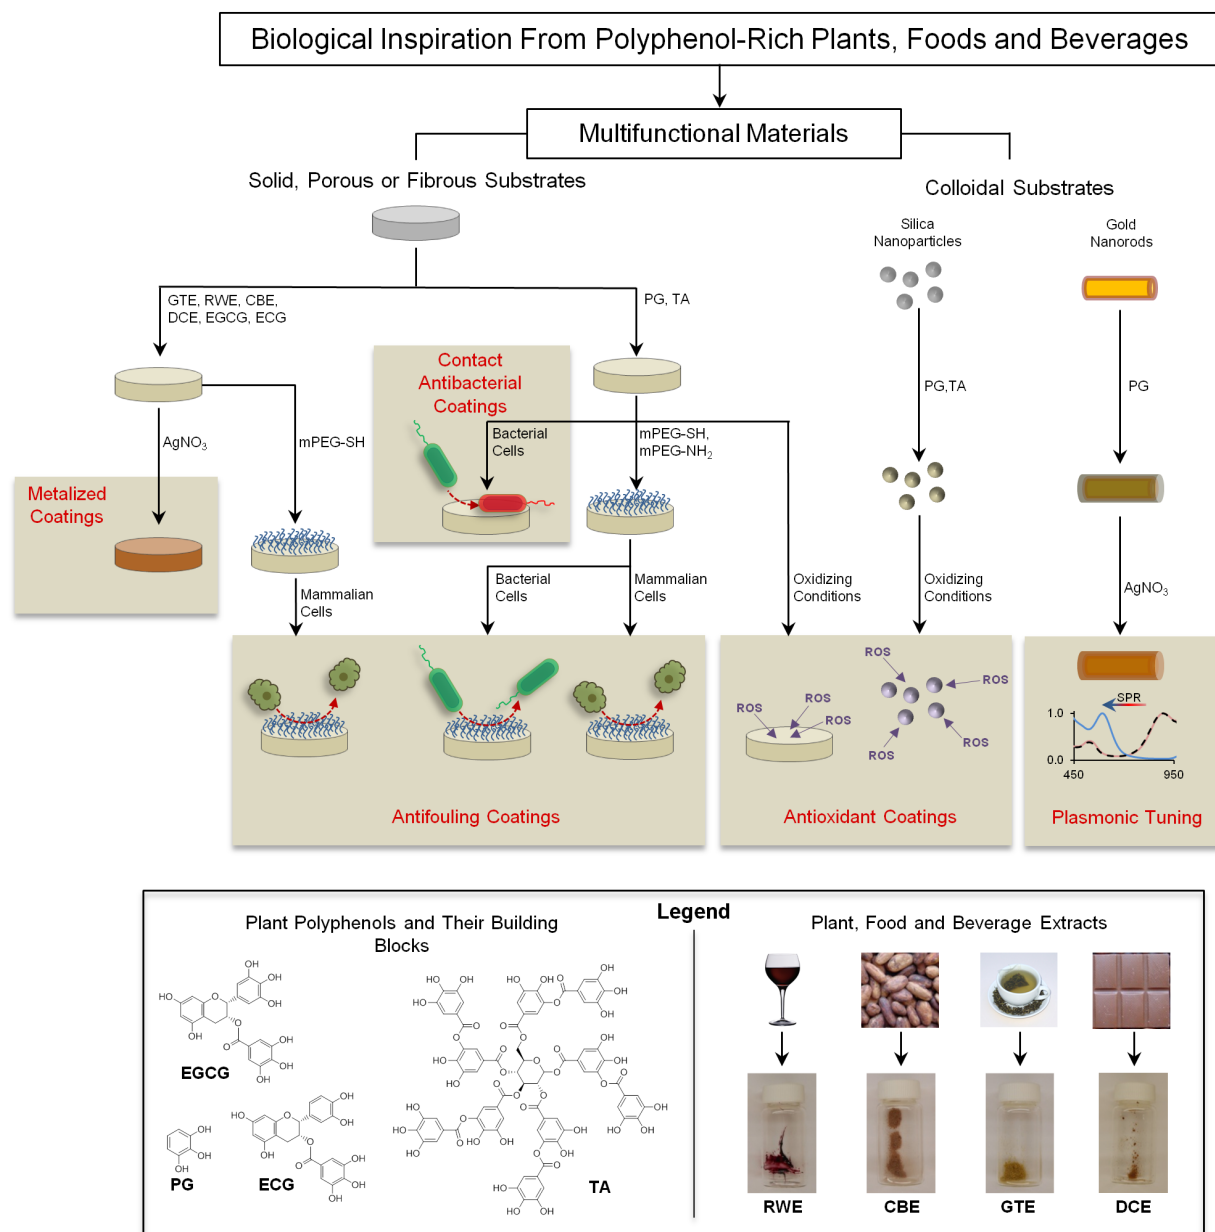 Biological Inspiration From Polyphenol-Rich Plants, Foods and Beverages
Multifunctional Materials
Solid, Porous or Fibrous Substrates
Colloidal Substrates
Silica
Nanoparticles
Gold
Nanorods
GTE, RWE, CBE,
DCE, EGCG, ECG
PG, TA
Contact
Antibacterial
Coatings
PG,TA
PG
AgNO₃
mPEG-SH
Bacterial
Cells
mPEG-SH,
mPEG-NH₂
Metalized
Coatings
Mammalian
Cells
Bacterial
Cells
Mammalian
Cells
Oxidizing
Conditions
Oxidizing
Conditions
AgNO₃
ROS
ROS
ROS
ROS
ROS
ROS
ROS
ROS
SPR
1.0
0.0
450
950
Antifouling Coatings
Antioxidant Coatings
Plasmonic Tuning
Legend
Plant Polyphenols and Their Building
Blocks
Plant, Food and Beverage Extracts
EGCG
PG
ECG
TA
RWE
CBE
GTE
DCE